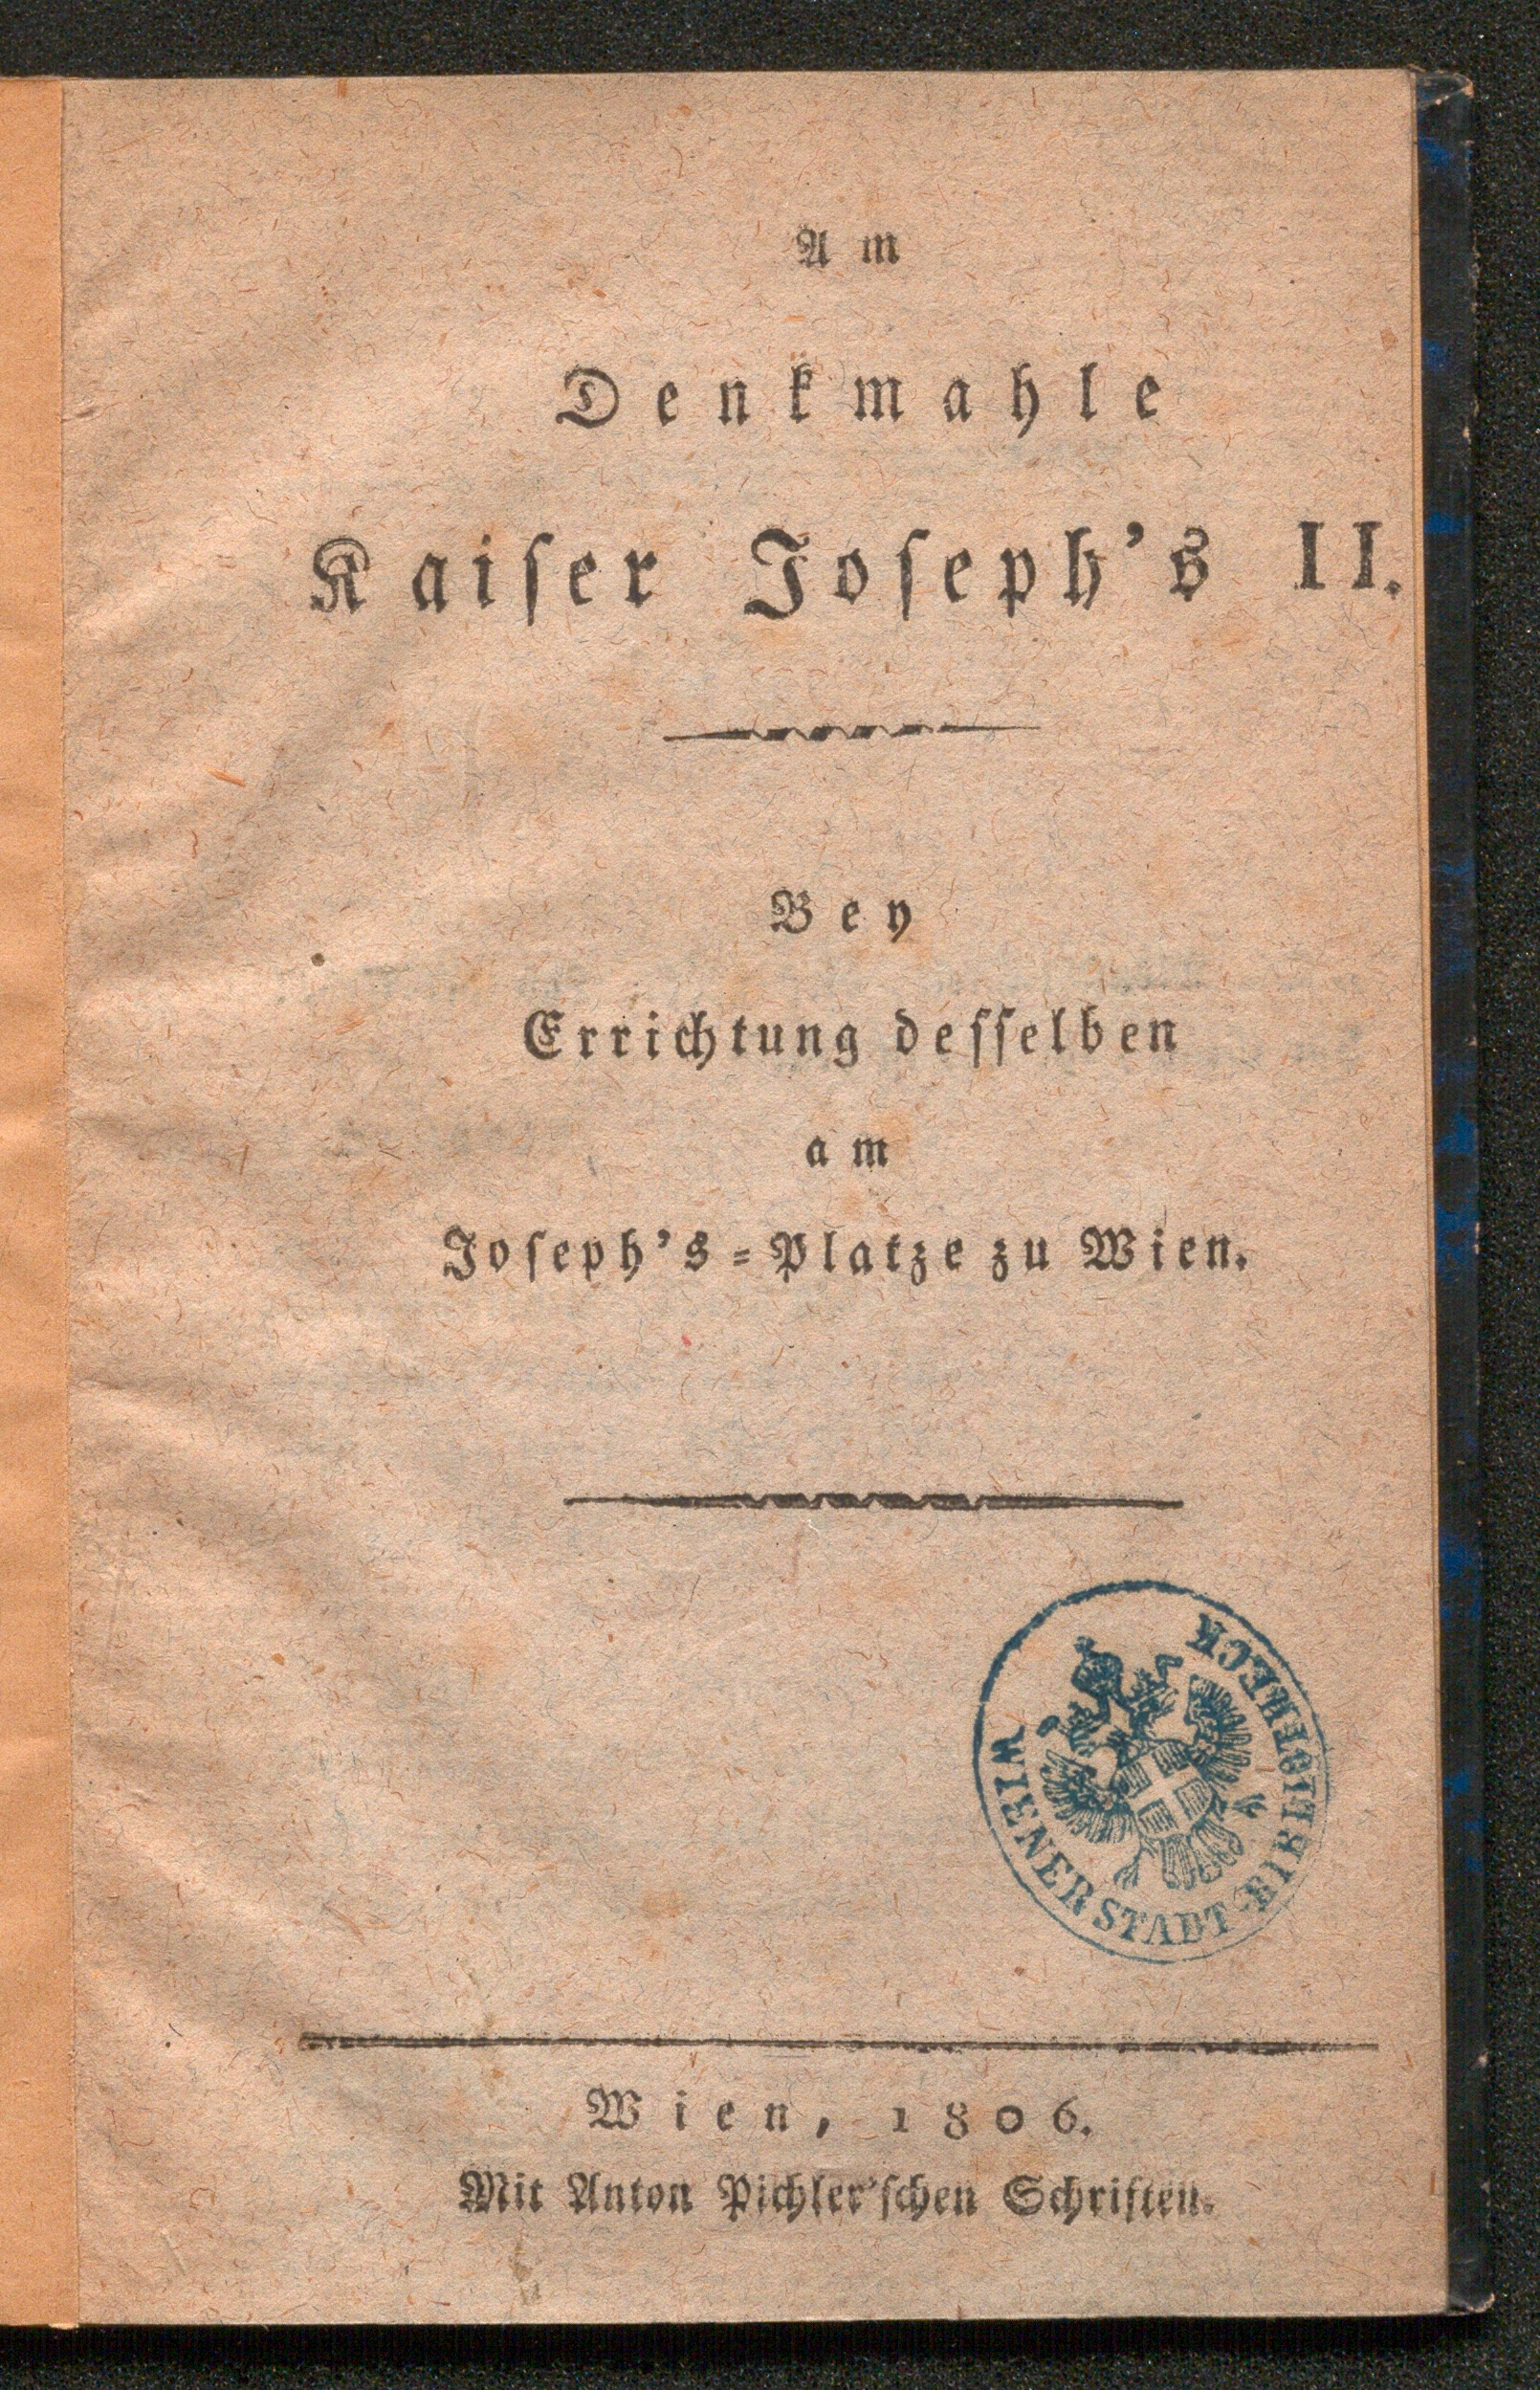 Am
Denkmahle
Kaiser Joseph's II.
Bey
Errichtung desselben
am
Joseph's-Platze zu Wien.
WIENER STADT-BIBLIOTHECK
Wien, 1806.
Mit Anton Pichler'schen Schriften.